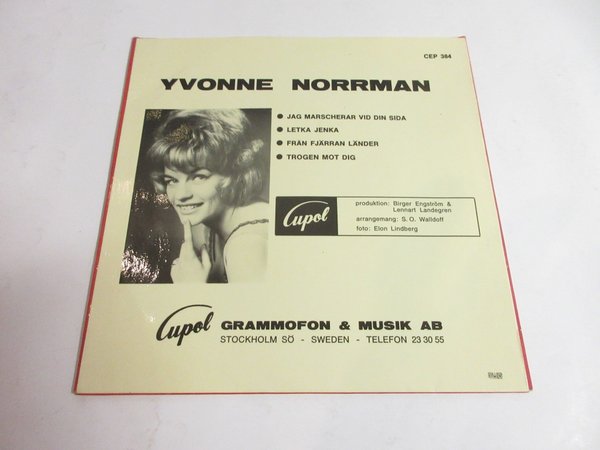 CEP 384
YVONNE NORRMAN
● JAG MARSCHERAR VID DIN SIDA
● LETKA JENKA
● FRÅN FJÄRRAN LÄNDER
● TROGEN MOT DIG
Cupol
produktion: Birger Engström &
Lennart Landegren
arrangemang: S. O. Walldoff
foto: Elon Lindberg
Cupol GRAMMOFON & MUSIK AB
STOCKHOLM SÖ - SWEDEN - TELEFON 23 30 55